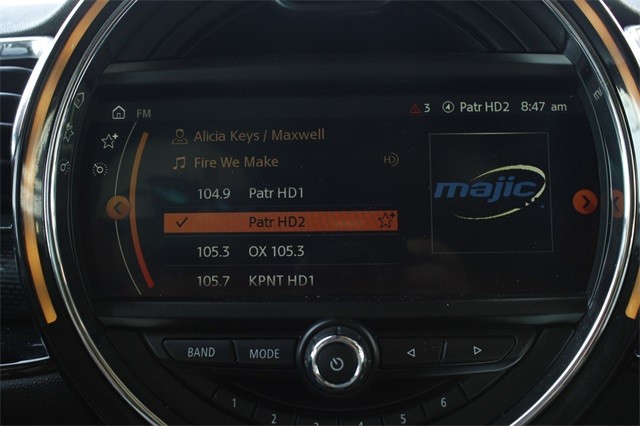 FM
3 Patr HD2 8:47 am
Alicia Keys / Maxwell
Fire We Make
HD
104.9 Patr HD1
Patr HD2
105.3 OX 105.3
105.7 KPNT HD1
majic
BAND MODE
1 2 3 4 5 6